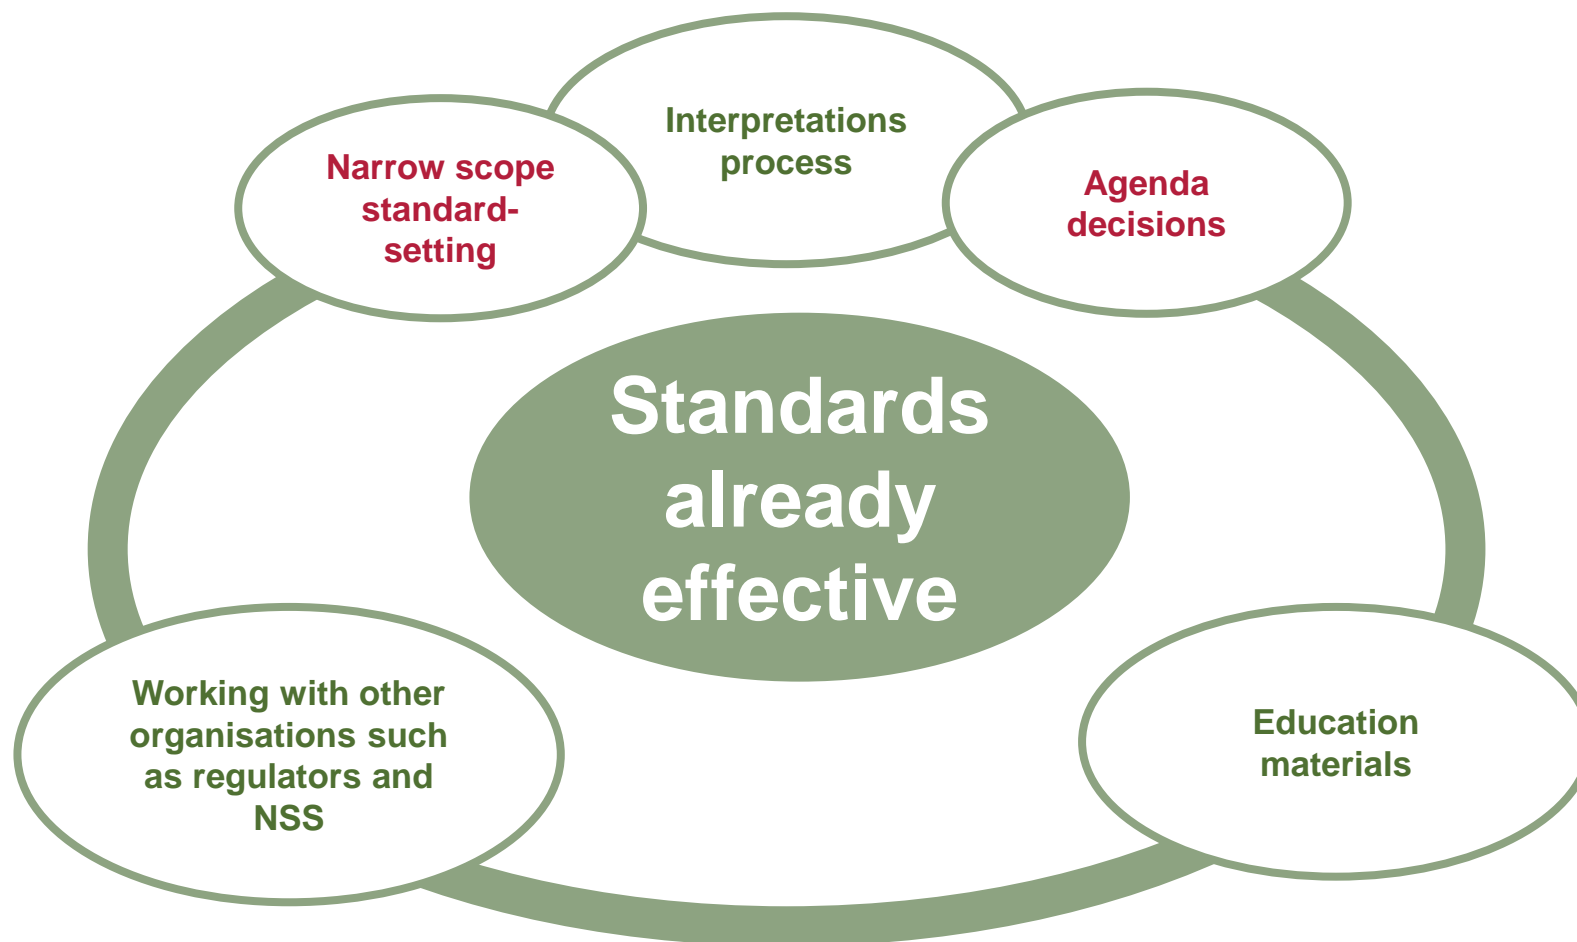 Interpretations
process
Narrow scope
standard-
setting
Agenda
decisions
Standards
already
effective
Working with other
organisations such
as regulators and
NSS
Education
materials